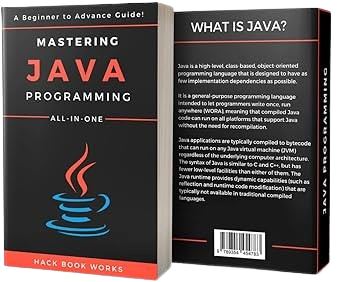 A Beginner to Advance Guide!
MASTERING
JAVA
PROGRAMMING
ALL-IN-ONE
HACK BOOK WORKS
WHAT IS JAVA?
Java is a high-level, class-based, object-oriented
programming language that is designed to have as
few implementation dependencies as possible.
It is a general-purpose programming language
intended to let programmers write once, run
anywhere (WORA), meaning that compiled Java
code can run on all platforms that support Java
without the need for recompilation.
Java applications are typically compiled to bytecode
that can run on any Java virtual machine (JVM)
regardless of the underlying computer architecture.
The syntax of Java is similar to C and C++, but has
fewer low-level facilities than either of them. The
Java runtime provides dynamic capabilities (such as
reflection and runtime code modification) that are
typically not available in traditional compiled
languages.
JAVA PROGRAMMING